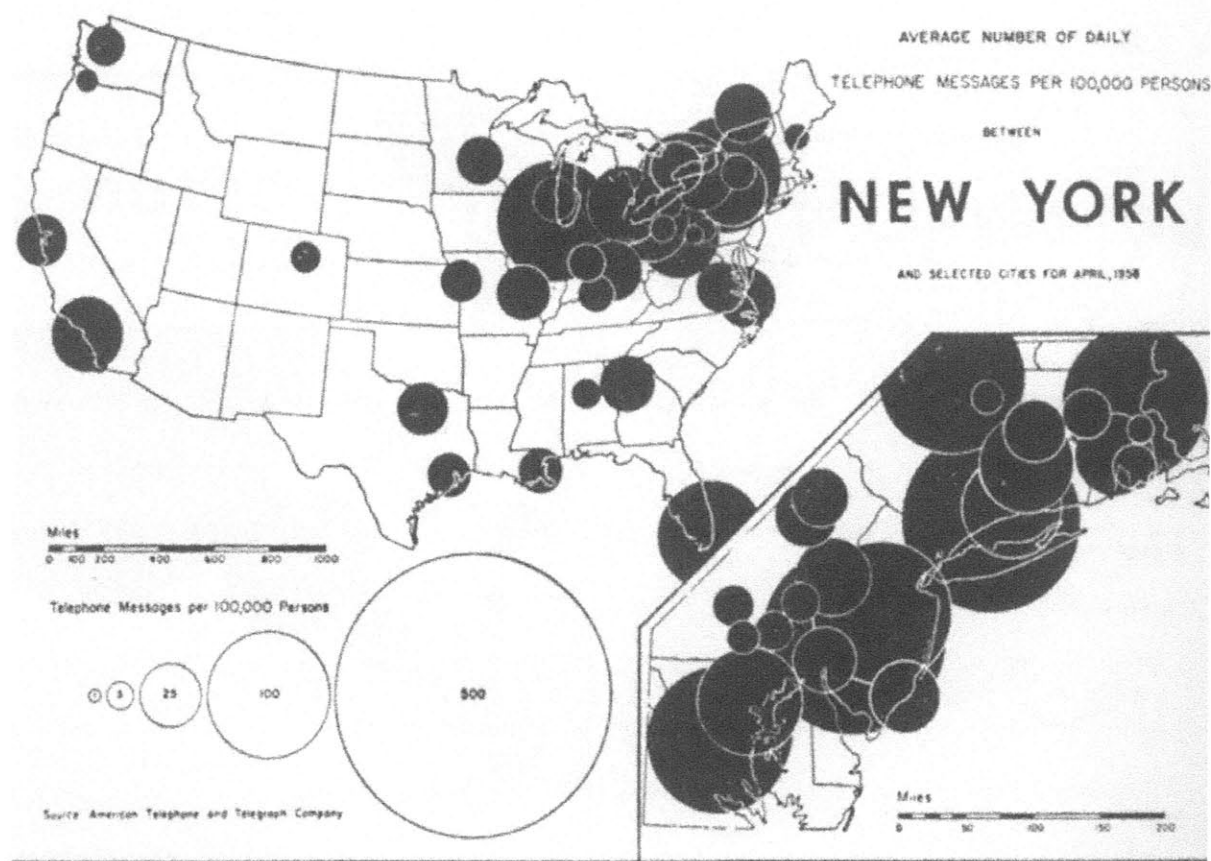 AVERAGE NUMBER OF DAILY
TELEPHONE MESSAGES PER 100,000 PERSONS
BETWEEN
NEW YORK
AND SELECTED CITIES FOR APRIL, 1958
Miles
0 100 200 400 600 800 1000
Telephone Messages per 100,000 Persons
1 5 25 100 500
Source: American Telephone and Telegraph Company
Miles
0 50 100 150 200